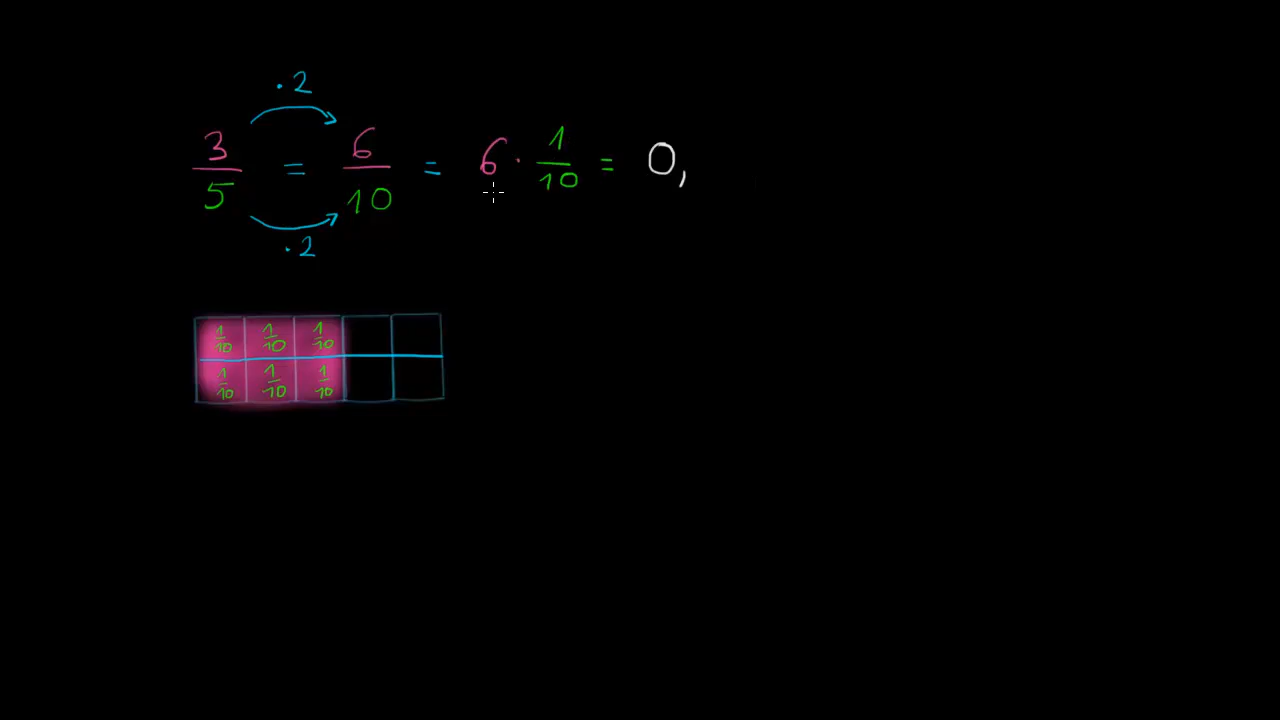 · 2
3/5 = 6/10 = 6 · 1/10 = 0,
· 2
1/10 1/10 1/10
1/10 1/10 1/10